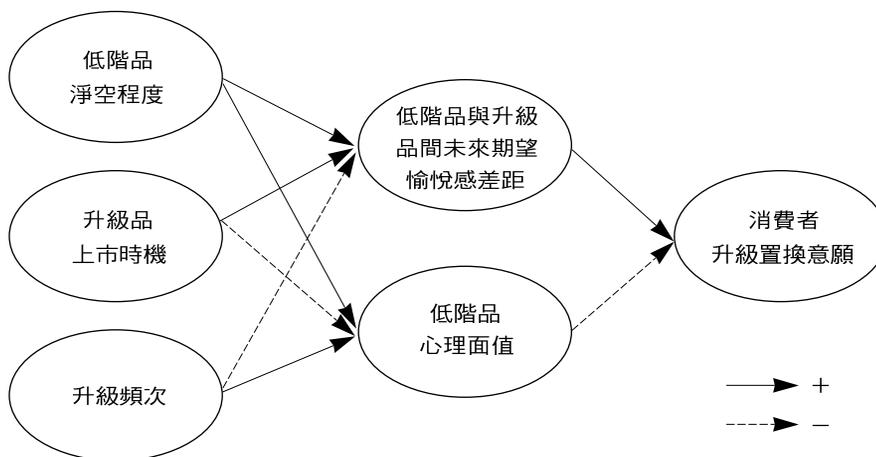 低階品
淨空程度
升級品
上市時機
升級頻次
低階品與升級
品間未來期望
愉悅感差距
低階品
心理面值
消費者
升級置換意願
+
−